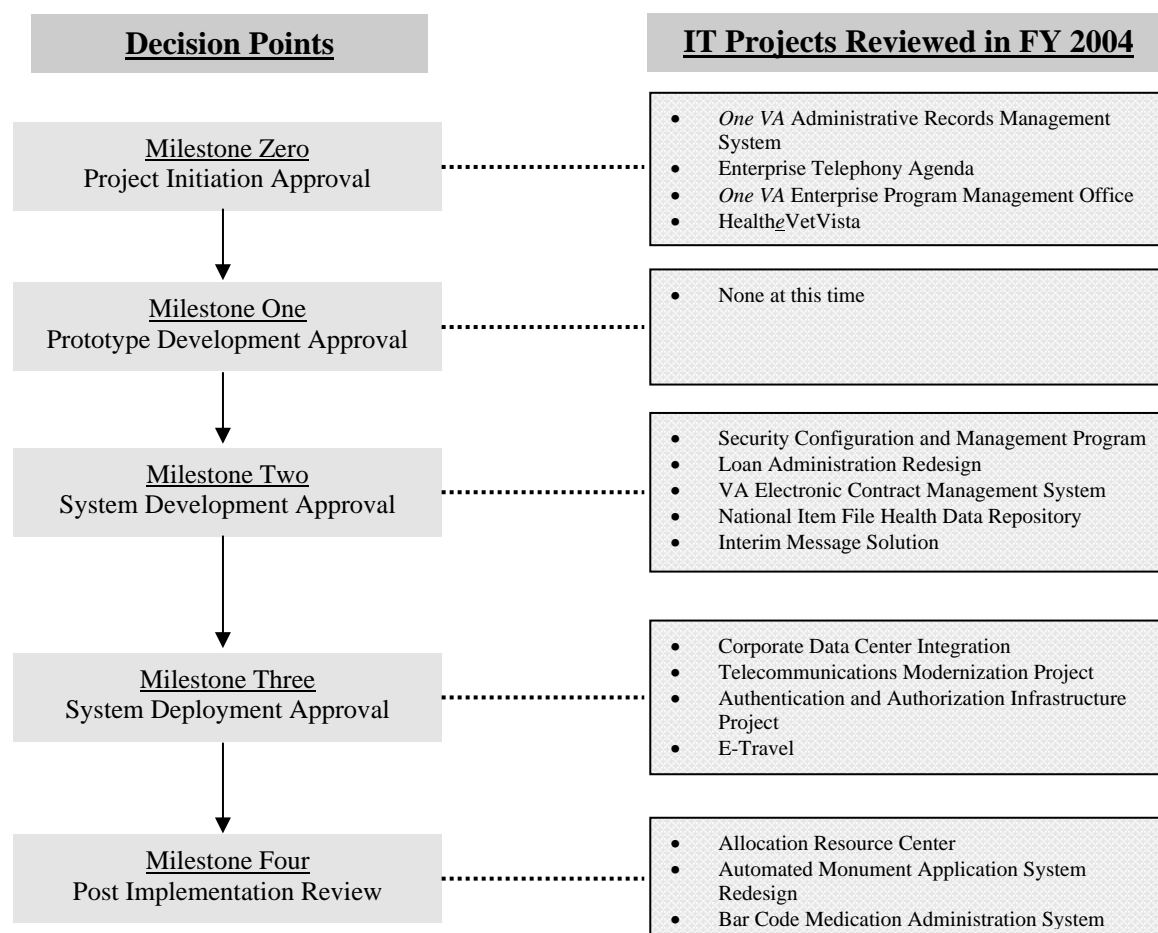 Decision Points
IT Projects Reviewed in FY 2004
Milestone Zero
Project Initiation Approval
• One VA Administrative Records Management
System
• Enterprise Telephony Agenda
• One VA Enterprise Program Management Office
• HealtheVetVista
Milestone One
Prototype Development Approval
• None at this time
Milestone Two
System Development Approval
• Security Configuration and Management Program
• Loan Administration Redesign
• VA Electronic Contract Management System
• National Item File Health Data Repository
• Interim Message Solution
Milestone Three
System Deployment Approval
• Corporate Data Center Integration
• Telecommunications Modernization Project
• Authentication and Authorization Infrastructure
Project
• E-Travel
Milestone Four
Post Implementation Review
• Allocation Resource Center
• Automated Monument Application System
Redesign
• Bar Code Medication Administration System